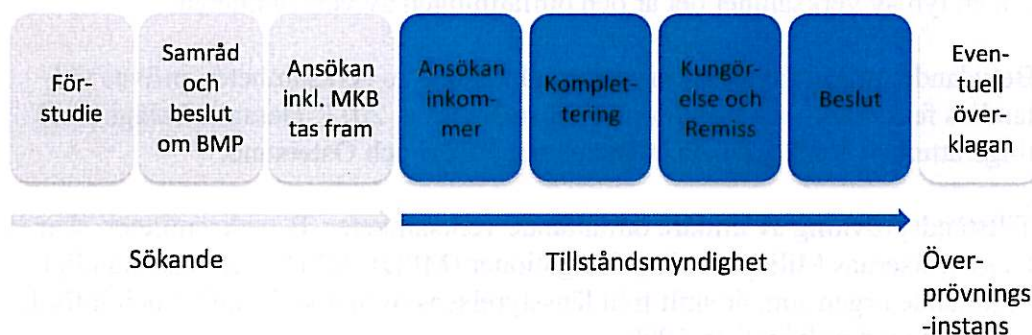 För-
studie
Samråd
och
beslut
om BMP
Ansökan
inkl. MKB
tas fram
Ansökan
inkom-
mer
Komplet-
tering
Kungör-
else och
Remiss
Beslut
Even-
tuell
över-
klagan
Sökande
Tillståndsmyndighet
Över-
prövnings
-instans